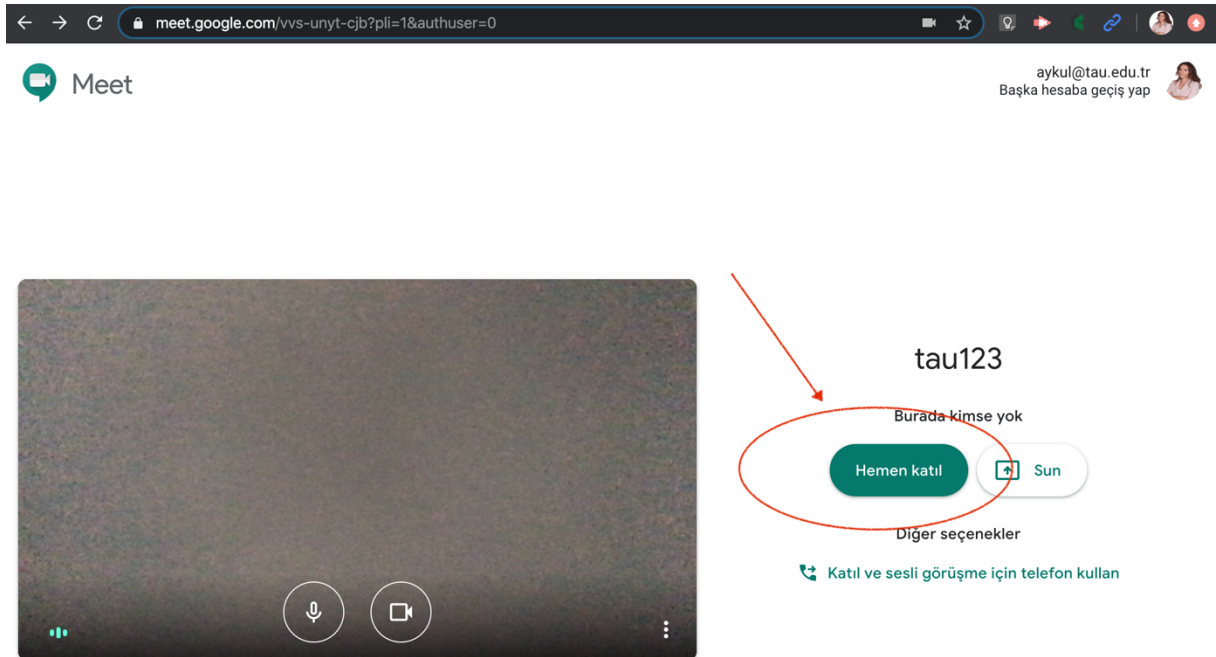 meet.google.com/vvs-unyt-cjb?pli=1&authuser=0
Meet
aykul@tau.edu.tr
Başka hesaba geçiş yap
tau123
Burada kimse yok
Hemen katıl
Sun
Diğer seçenekler
Katıl ve sesli görüşme için telefon kullan